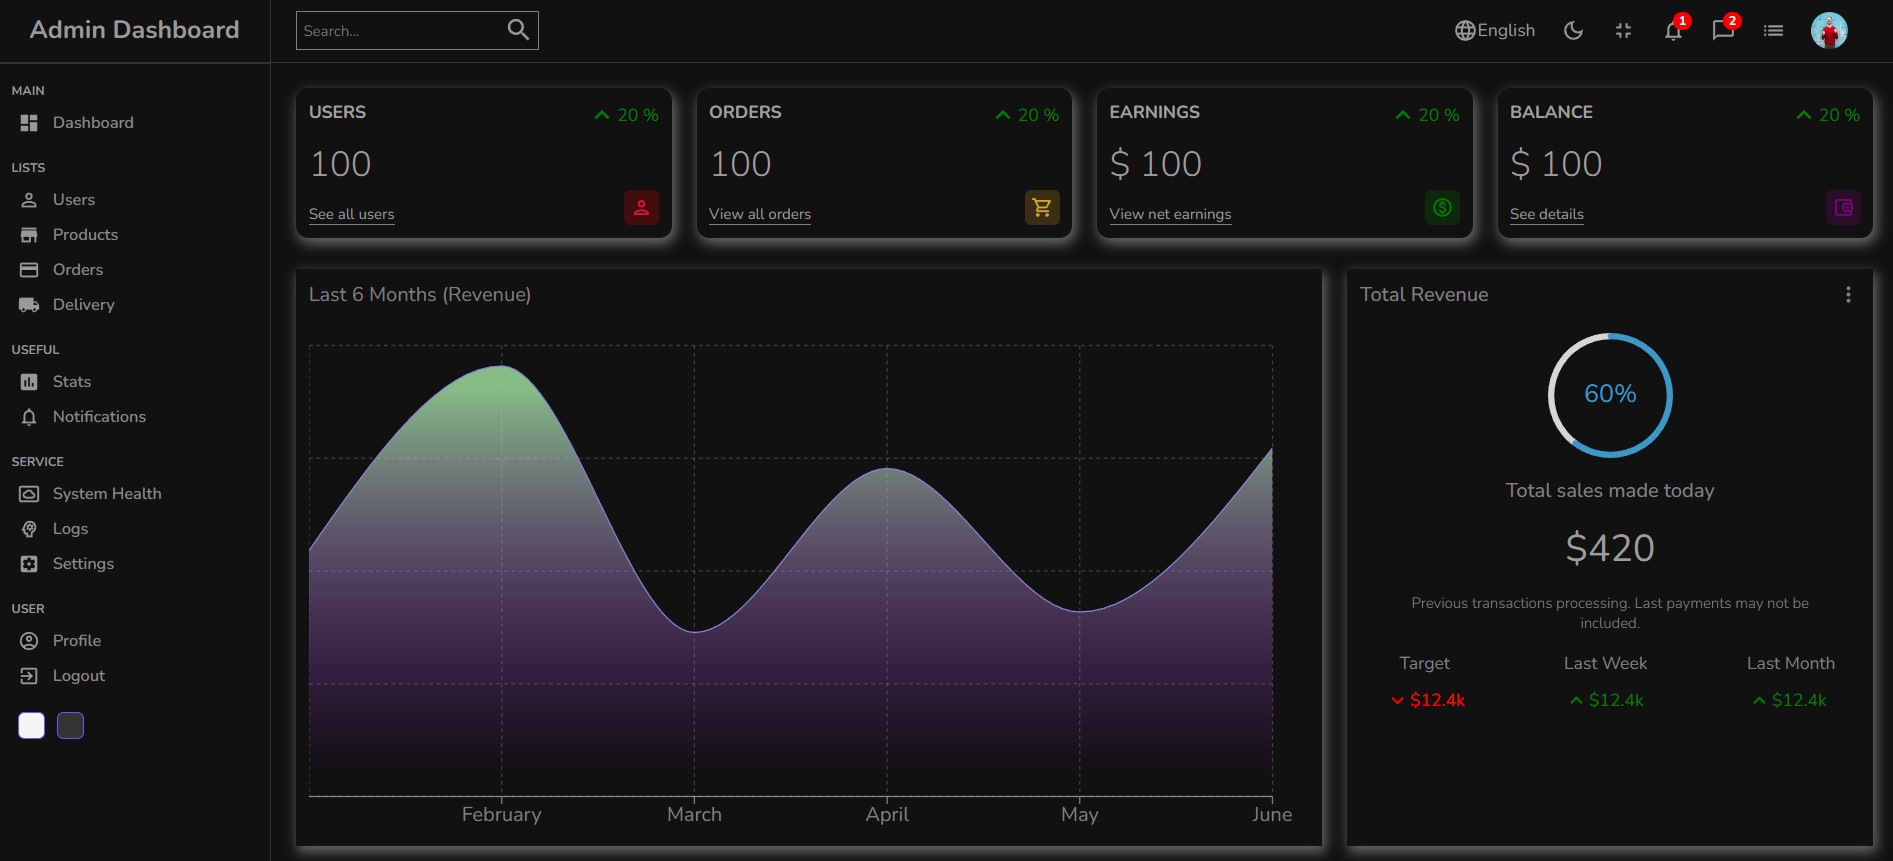 Admin Dashboard
Search...
English
1
2
MAIN
Dashboard
LISTS
Users
Products
Orders
Delivery
USEFUL
Stats
Notifications
SERVICE
System Health
Logs
Settings
USER
Profile
Logout
USERS
20 %
100
See all users
ORDERS
20 %
100
View all orders
EARNINGS
20 %
$ 100
View net earnings
BALANCE
20 %
$ 100
See details
Last 6 Months (Revenue)
February
March
April
May
June
Total Revenue
60%
Total sales made today
$420
Previous transactions processing. Last payments may not be
included.
Target
$12.4k
Last Week
$12.4k
Last Month
$12.4k